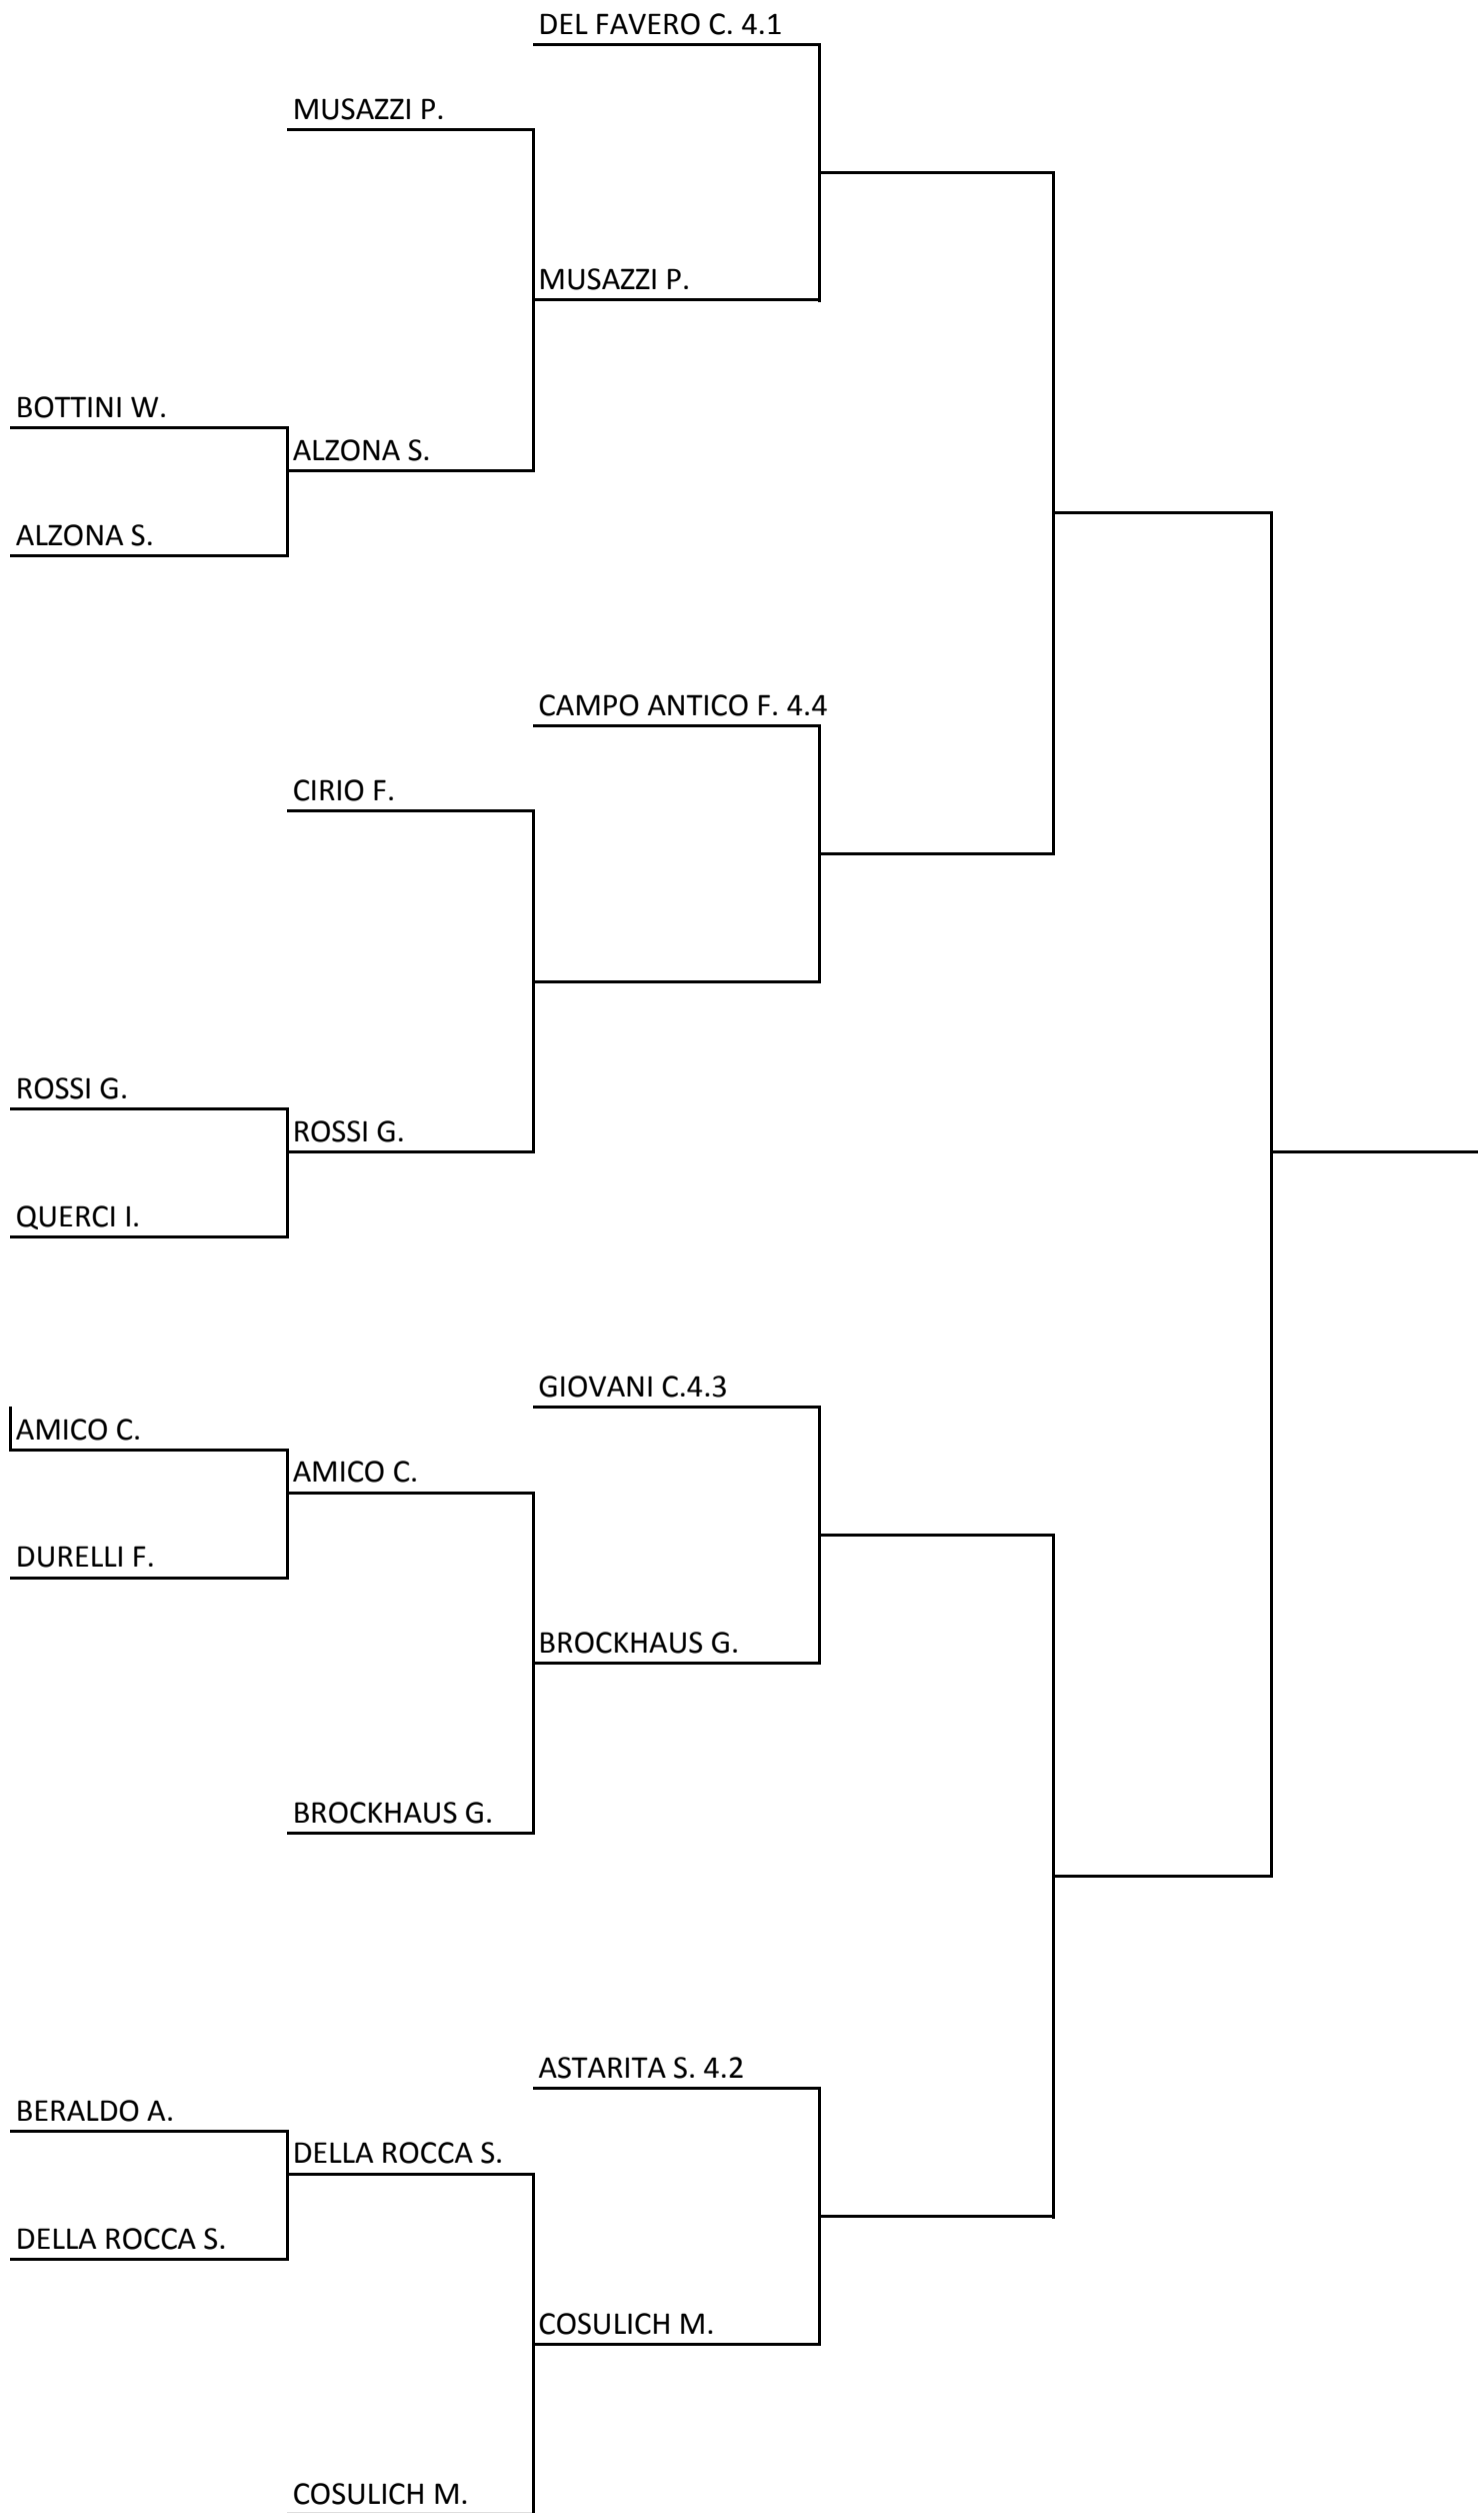 DEL FAVERO C. 4.1
MUSAZZI P.
MUSAZZI P.
BOTTINI W.
ALZONA S.
ALZONA S.
CAMPO ANTICO F. 4.4
CIRIO F.
ROSSI G.
ROSSI G.
QUERCI I.
GIOVANI C.4.3
AMICO C.
AMICO C.
DURELLI F.
BROCKHAUS G.
BROCKHAUS G.
ASTARITA S. 4.2
BERALDO A.
DELLA ROCCA S.
DELLA ROCCA S.
COSULICH M.
COSULICH M.